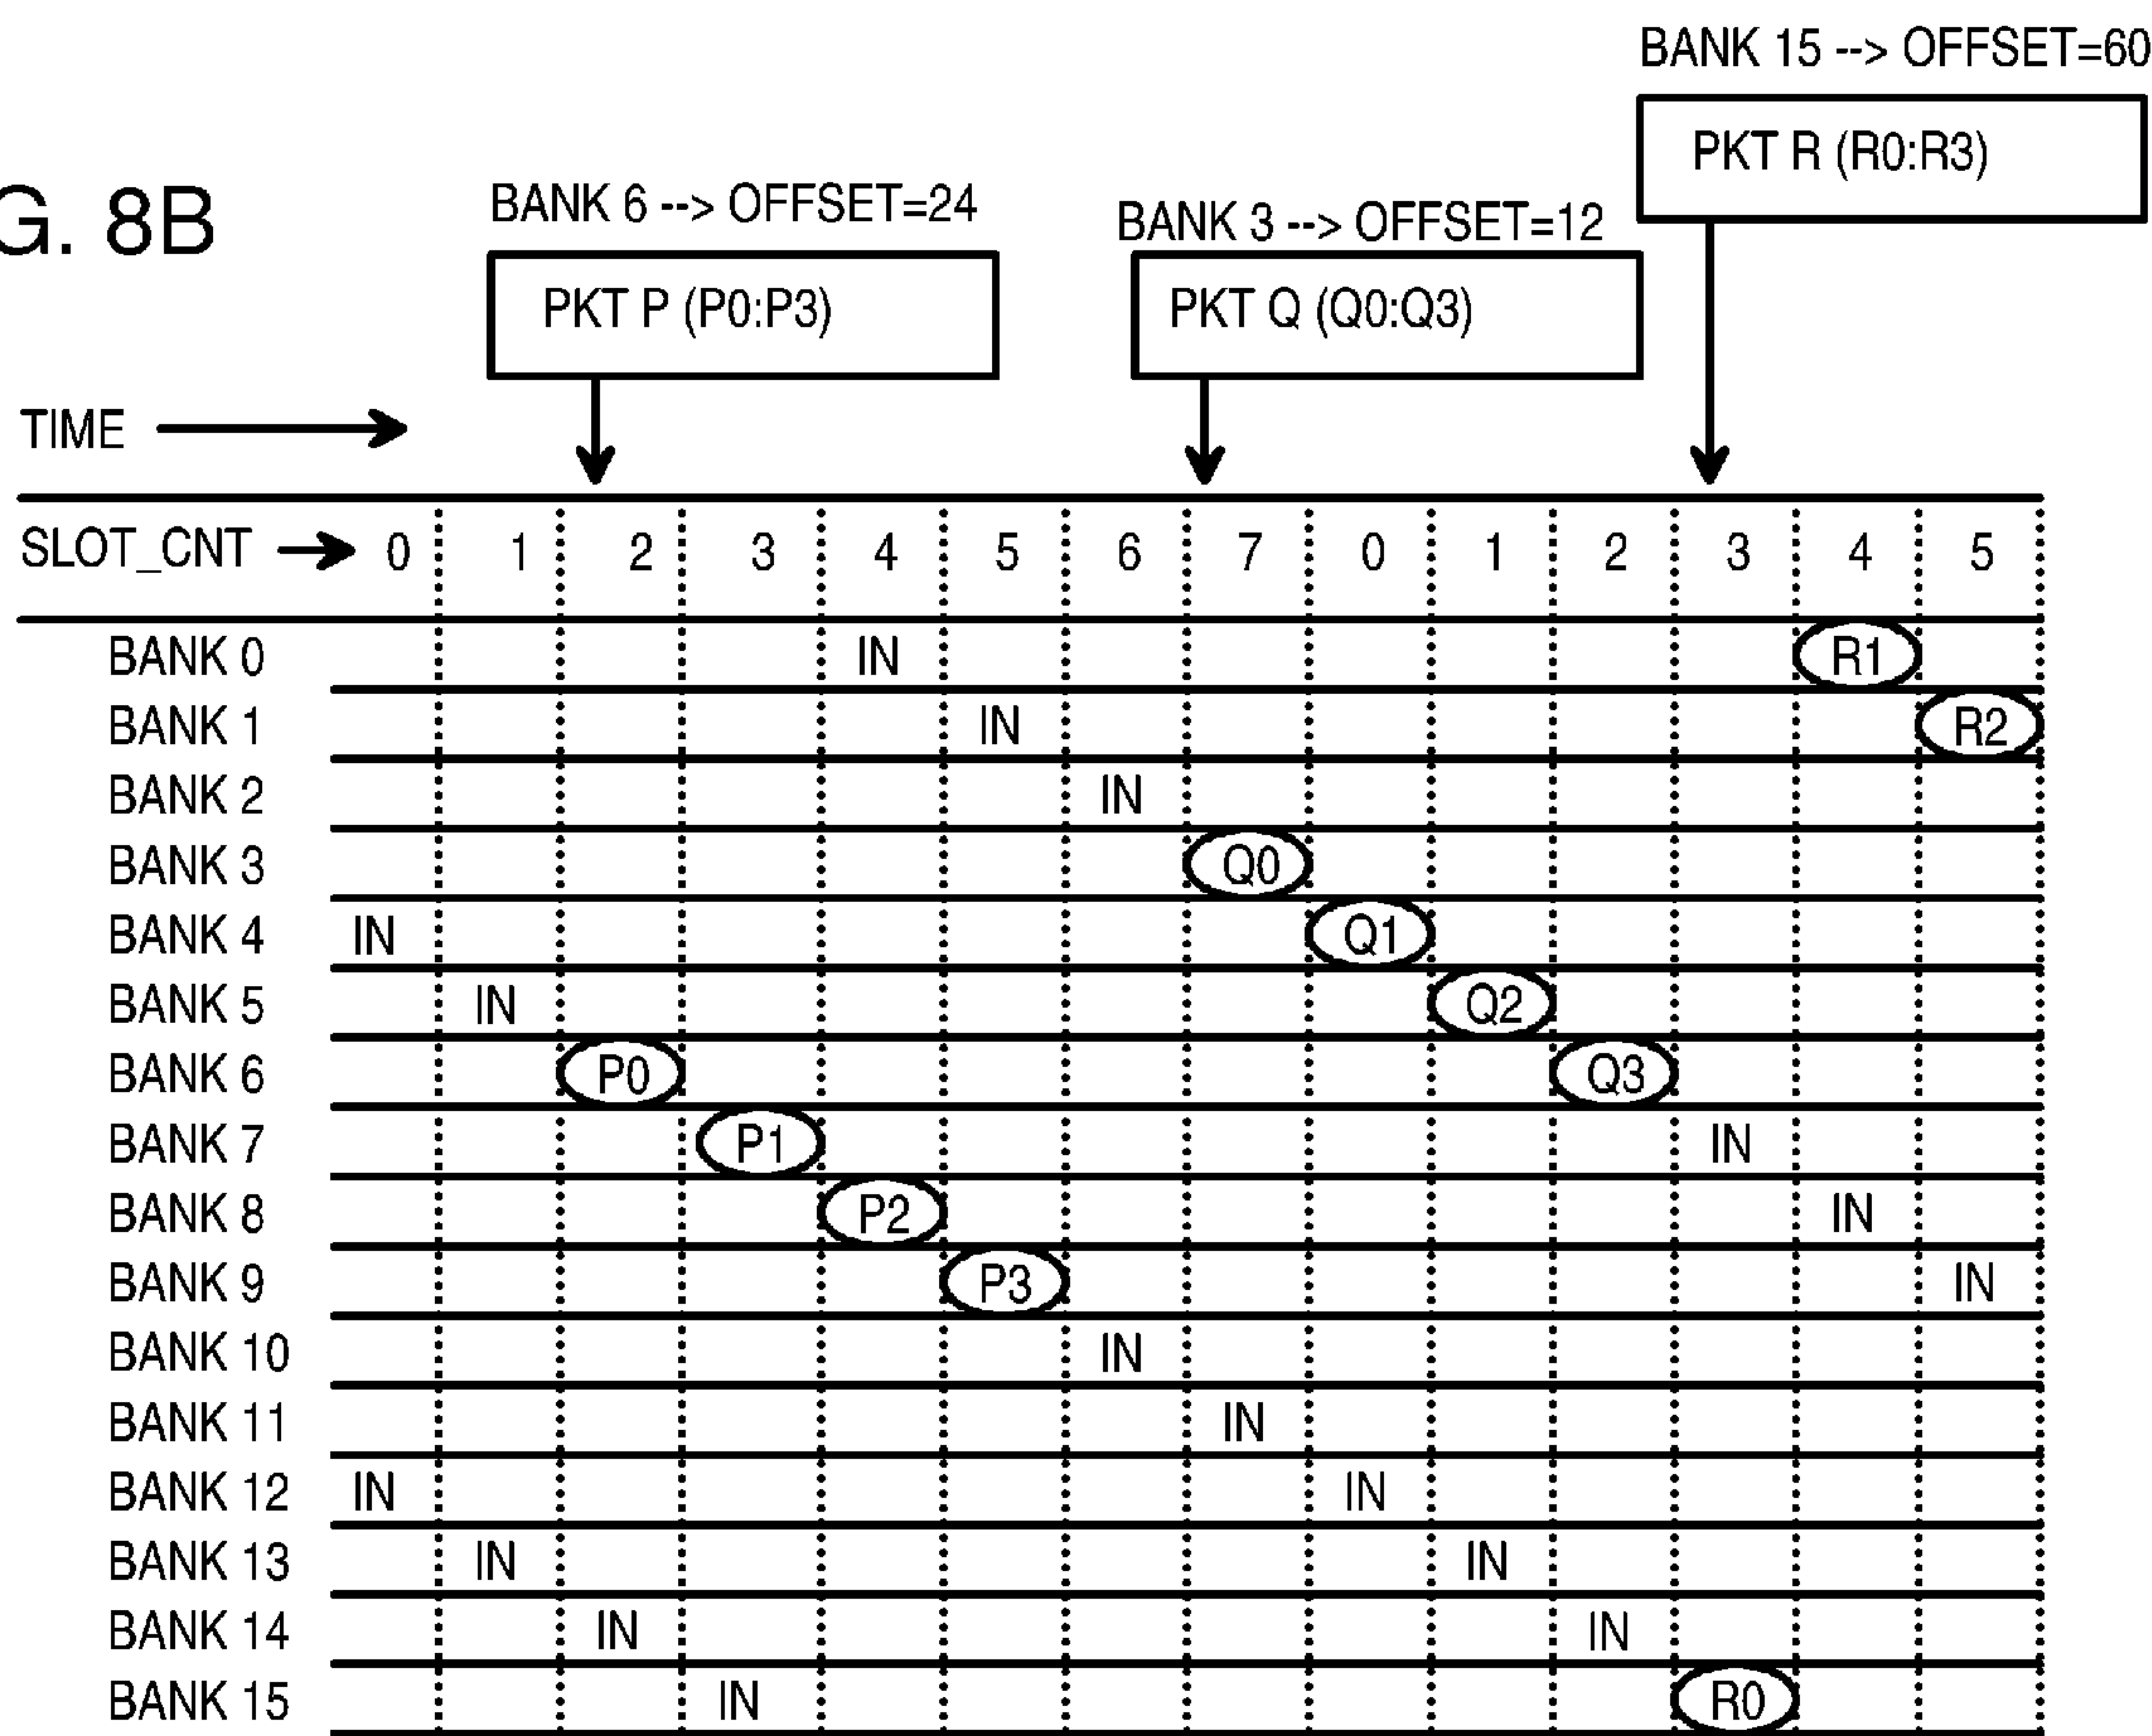 BANK 15 --> OFFSET=60
PKT R (R0:R3)
G. 8B
BANK 6 --> OFFSET=24
BANK 3 --> OFFSET=12
PKT P (P0:P3)
PKT Q (Q0:Q3)
TIME
SLOT_CNT 0 1 2 3 4 5 6 7 0 1 2 3 4 5
BANK 0 IN R1
BANK 1 IN R2
BANK 2 IN
BANK 3 Q0
BANK 4 IN Q1
BANK 5 IN Q2
BANK 6 P0 Q3
BANK 7 P1 IN
BANK 8 P2 IN
BANK 9 P3 IN
BANK 10 IN
BANK 11 IN
BANK 12 IN IN
BANK 13 IN IN
BANK 14 IN IN
BANK 15 IN R0